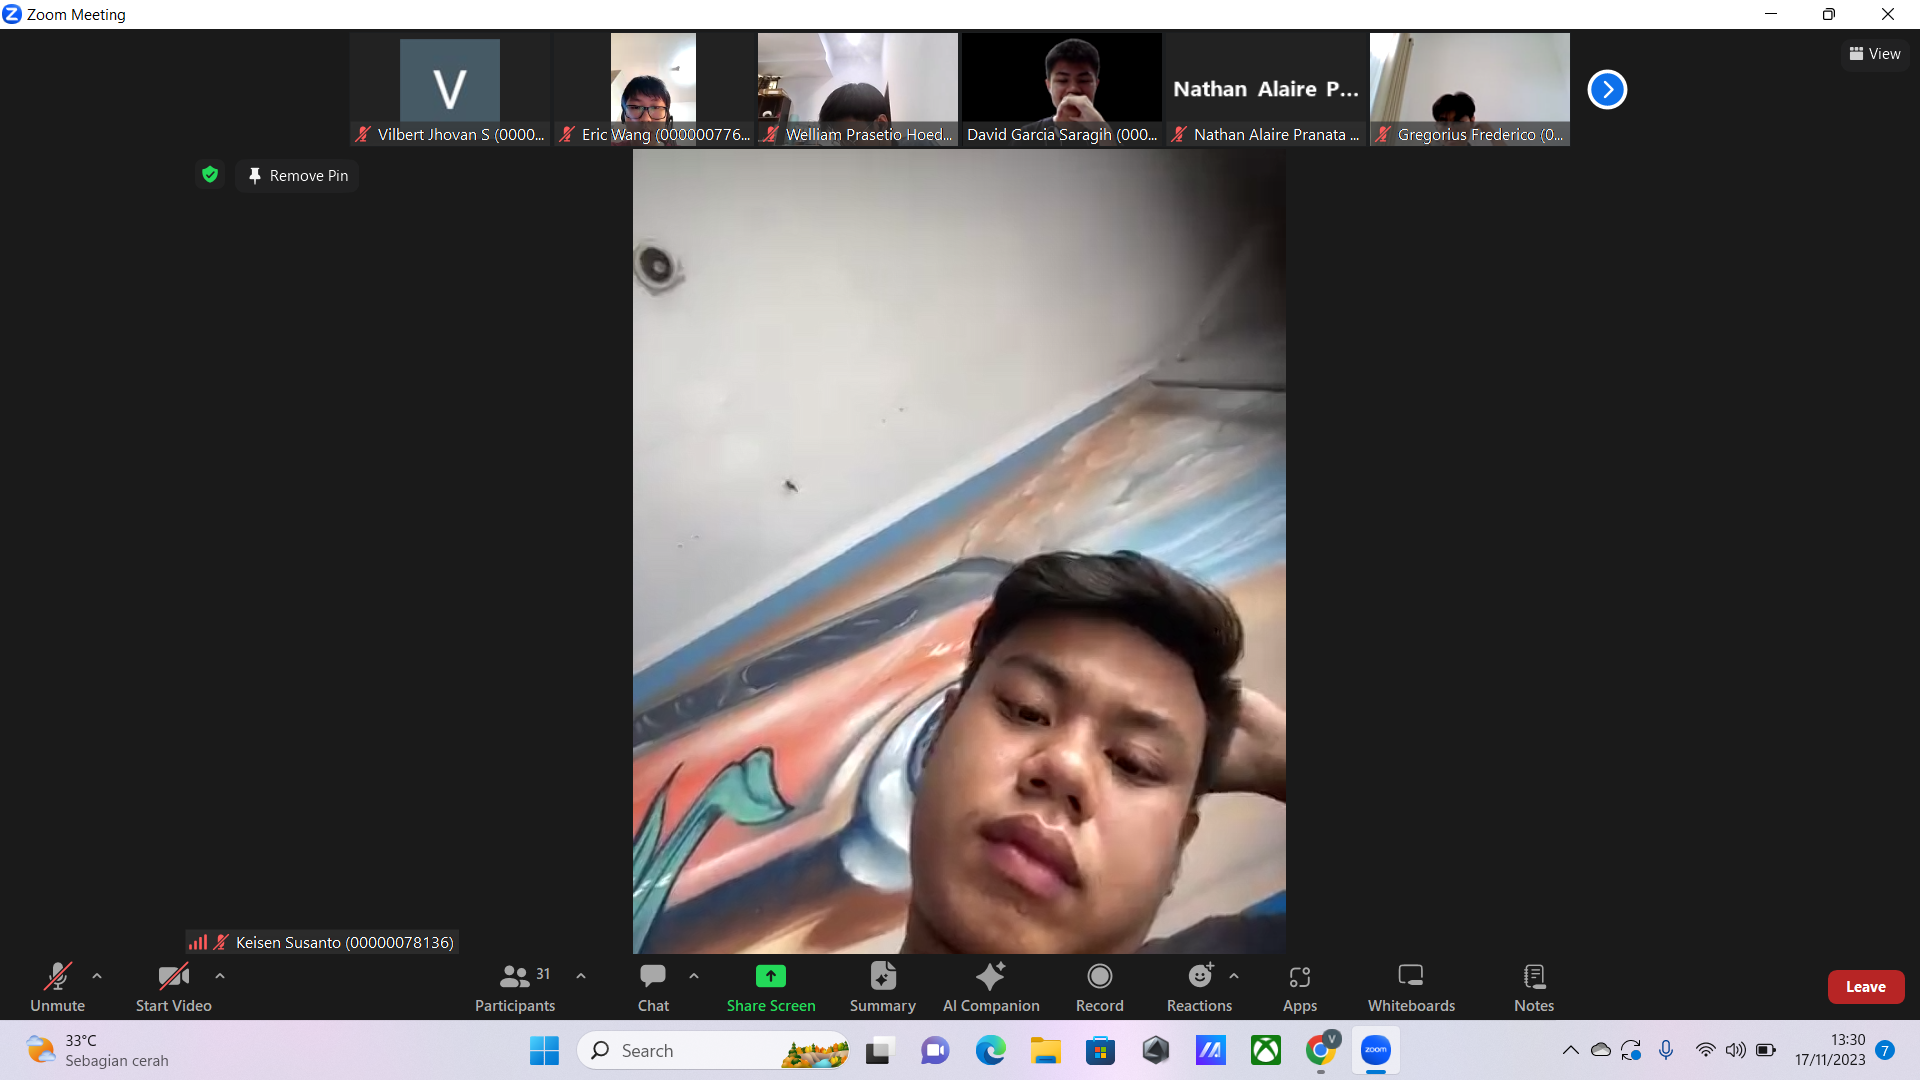 Zoom Meeting
View
V
Vilbert Jhovan S (0000...
Eric Wang (000000776...
Welliam Prasetio Hoed...
David Garcia Saragih (000...
Nathan Alaire P...
Nathan Alaire Pranata ...
Gregorius Frederico (0...
Remove Pin
Keisen Susanto (00000078136)
31
Unmute
Start Video
Participants
Chat
Share Screen
Summary
AI Companion
Record
Reactions
Apps
Whiteboards
Notes
Leave
33°C
Sebagian cerah
Search
V
zoom
13:30
17/11/2023
7